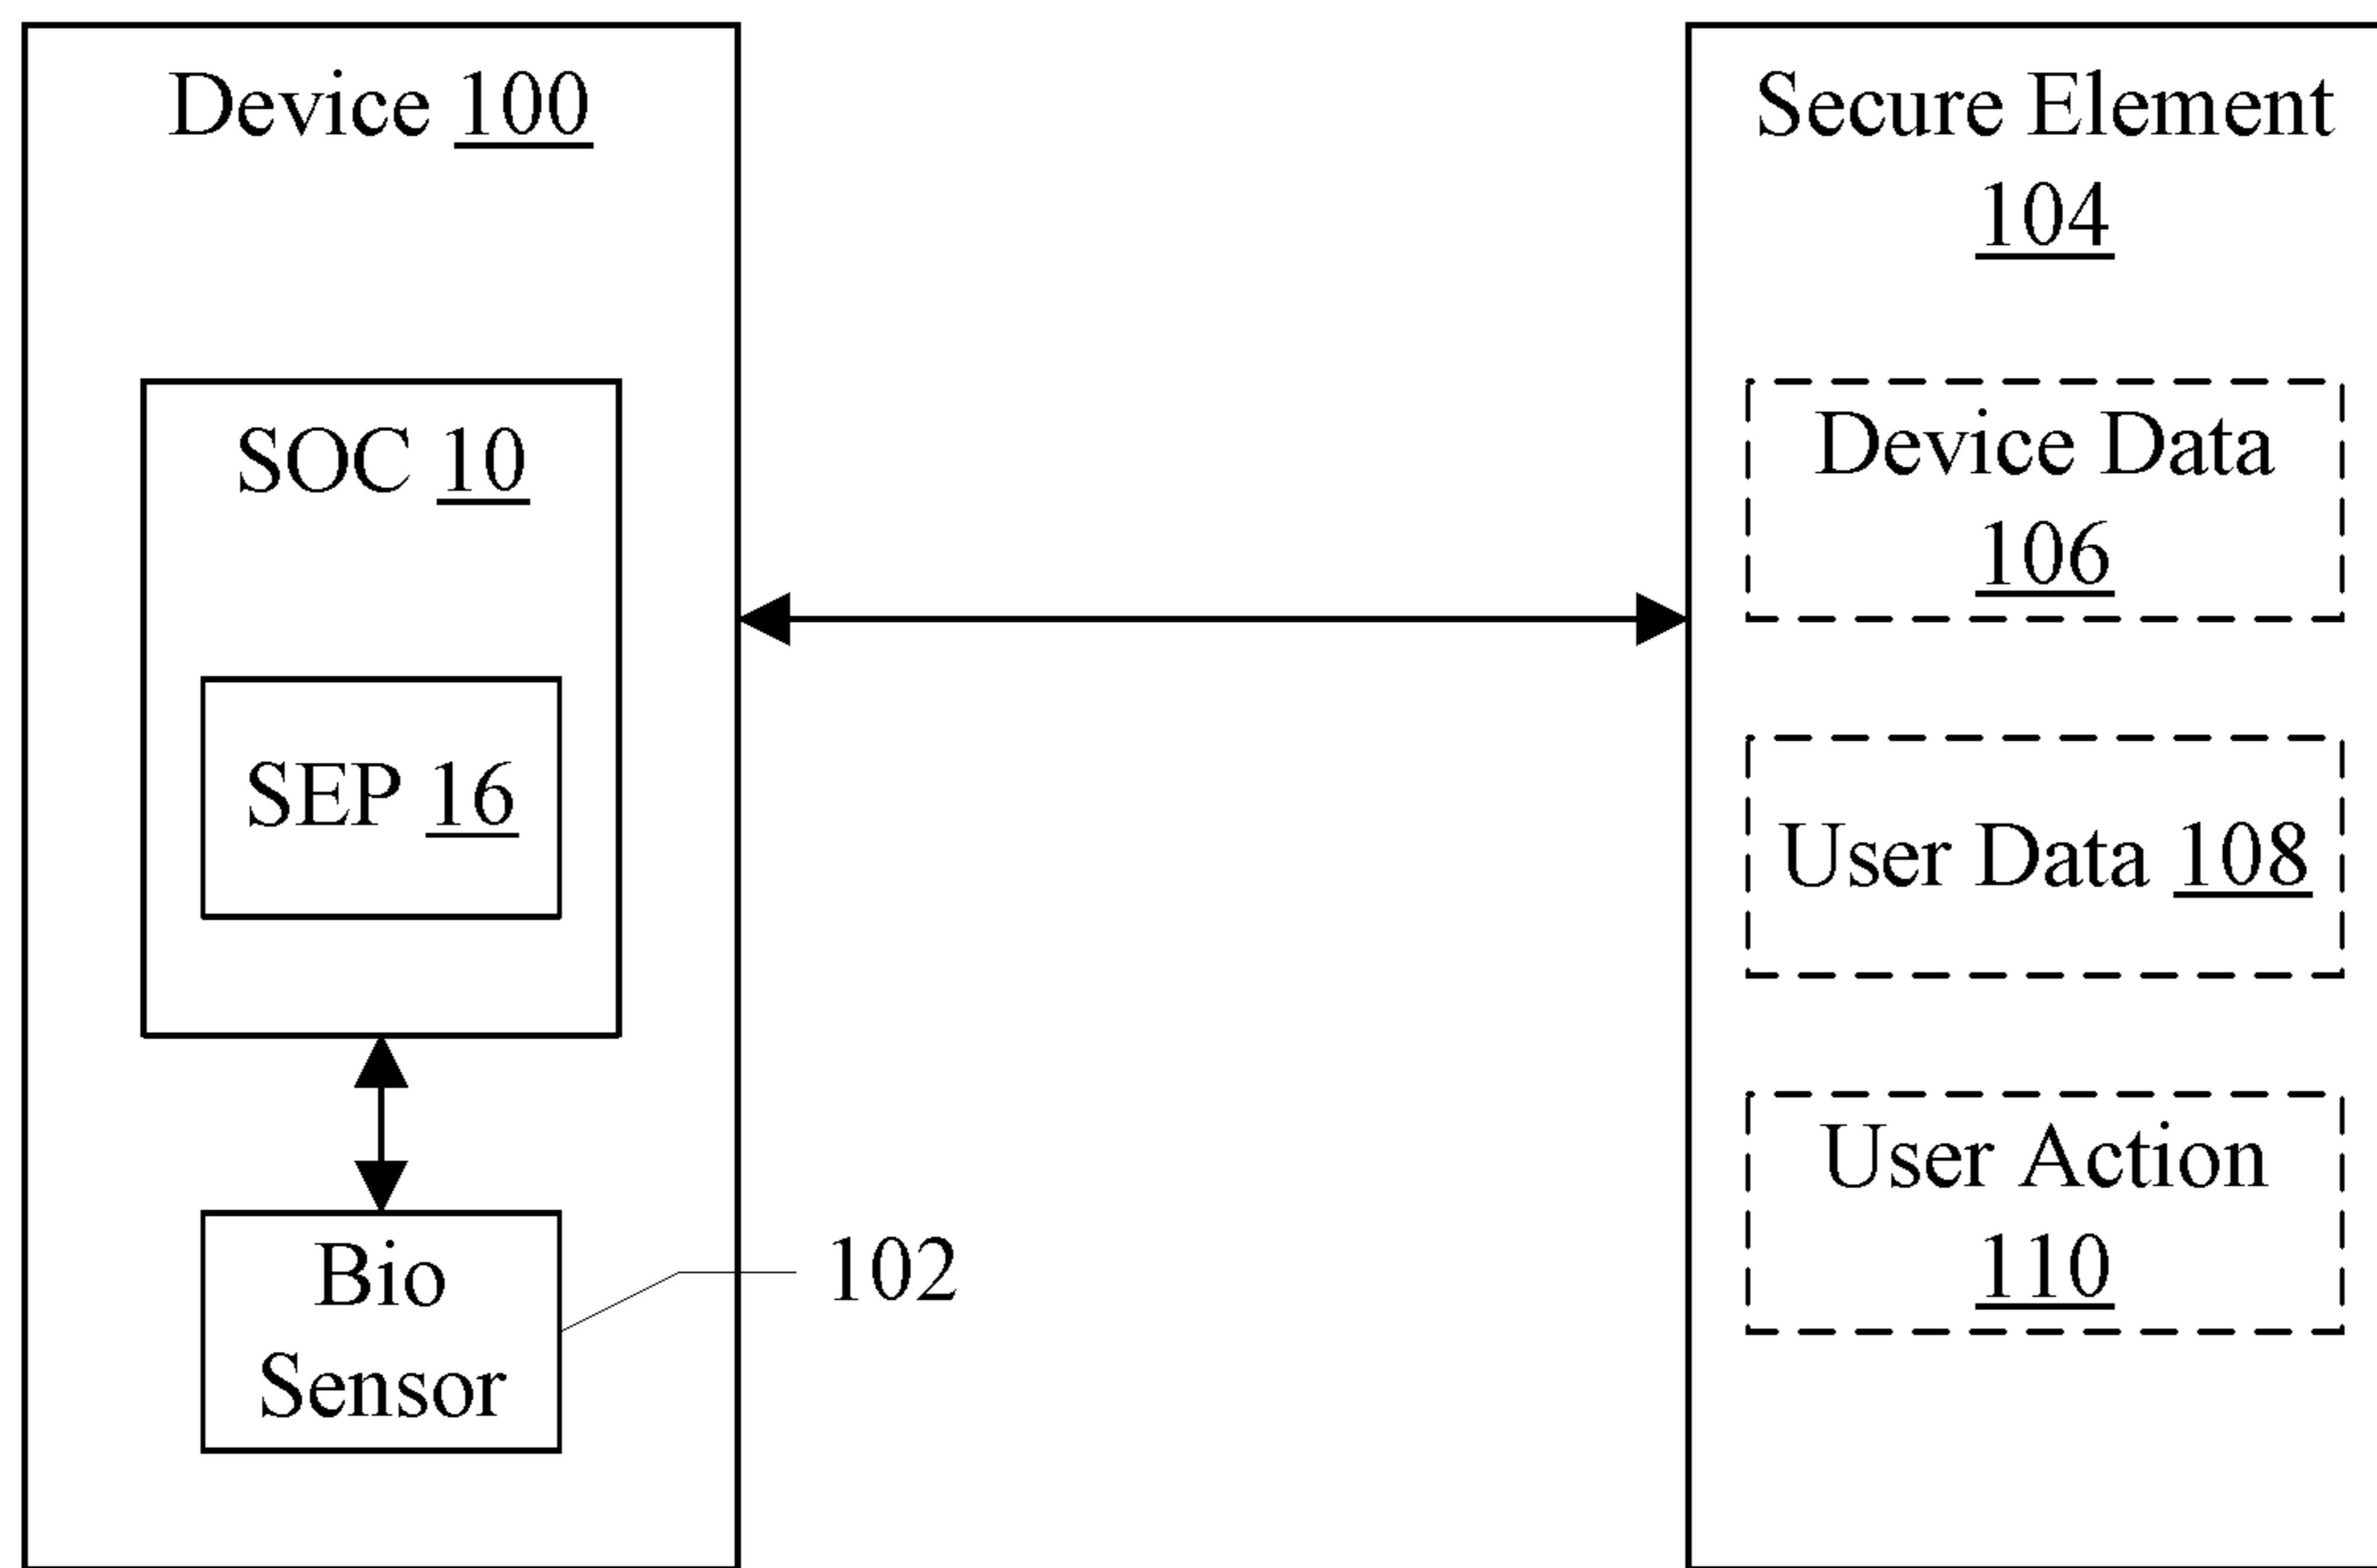 Device 100
SOC 10
SEP 16
Bio
Sensor
102
Secure Element
104
Device Data
106
User Data 108
User Action
110